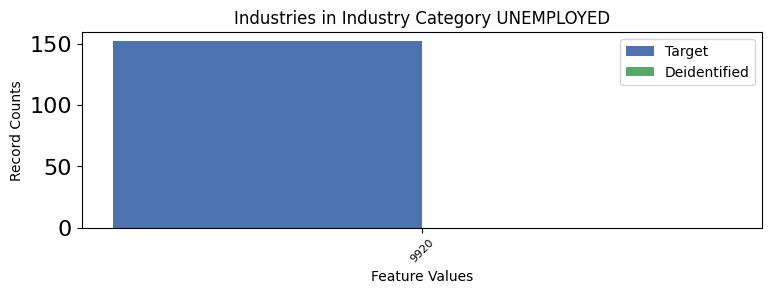 Industries in Industry Category UNEMPLOYED
Target
Deidentified
Record Counts
150
100
50
0
9920
Feature Values